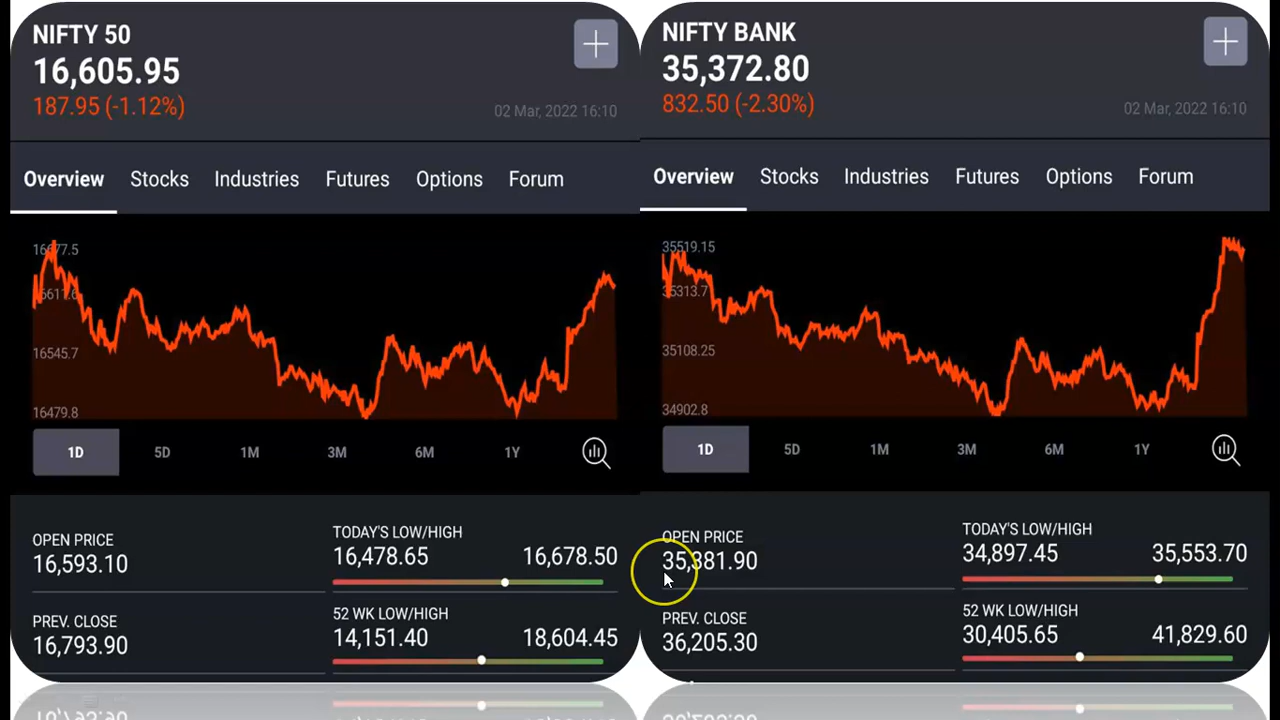 NIFTY 50
16,605.95
187.95 (-1.12%)
02 Mar, 2022 16:10
Overview Stocks Industries Futures Options Forum
16677.5
16611.6
16545.7
16479.8
1D 5D 1M 3M 6M 1Y
OPEN PRICE
16,593.10
TODAY'S LOW/HIGH
16,478.65 16,678.50
PREV. CLOSE
16,793.90
52 WK LOW/HIGH
14,151.40 18,604.45
NIFTY BANK
35,372.80
832.50 (-2.30%)
02 Mar, 2022 16:10
Overview Stocks Industries Futures Options Forum
35519.15
35313.7
35108.25
34902.8
1D 5D 1M 3M 6M 1Y
OPEN PRICE
35,381.90
TODAY'S LOW/HIGH
34,897.45 35,553.70
PREV. CLOSE
36,205.30
52 WK LOW/HIGH
30,405.65 41,829.60